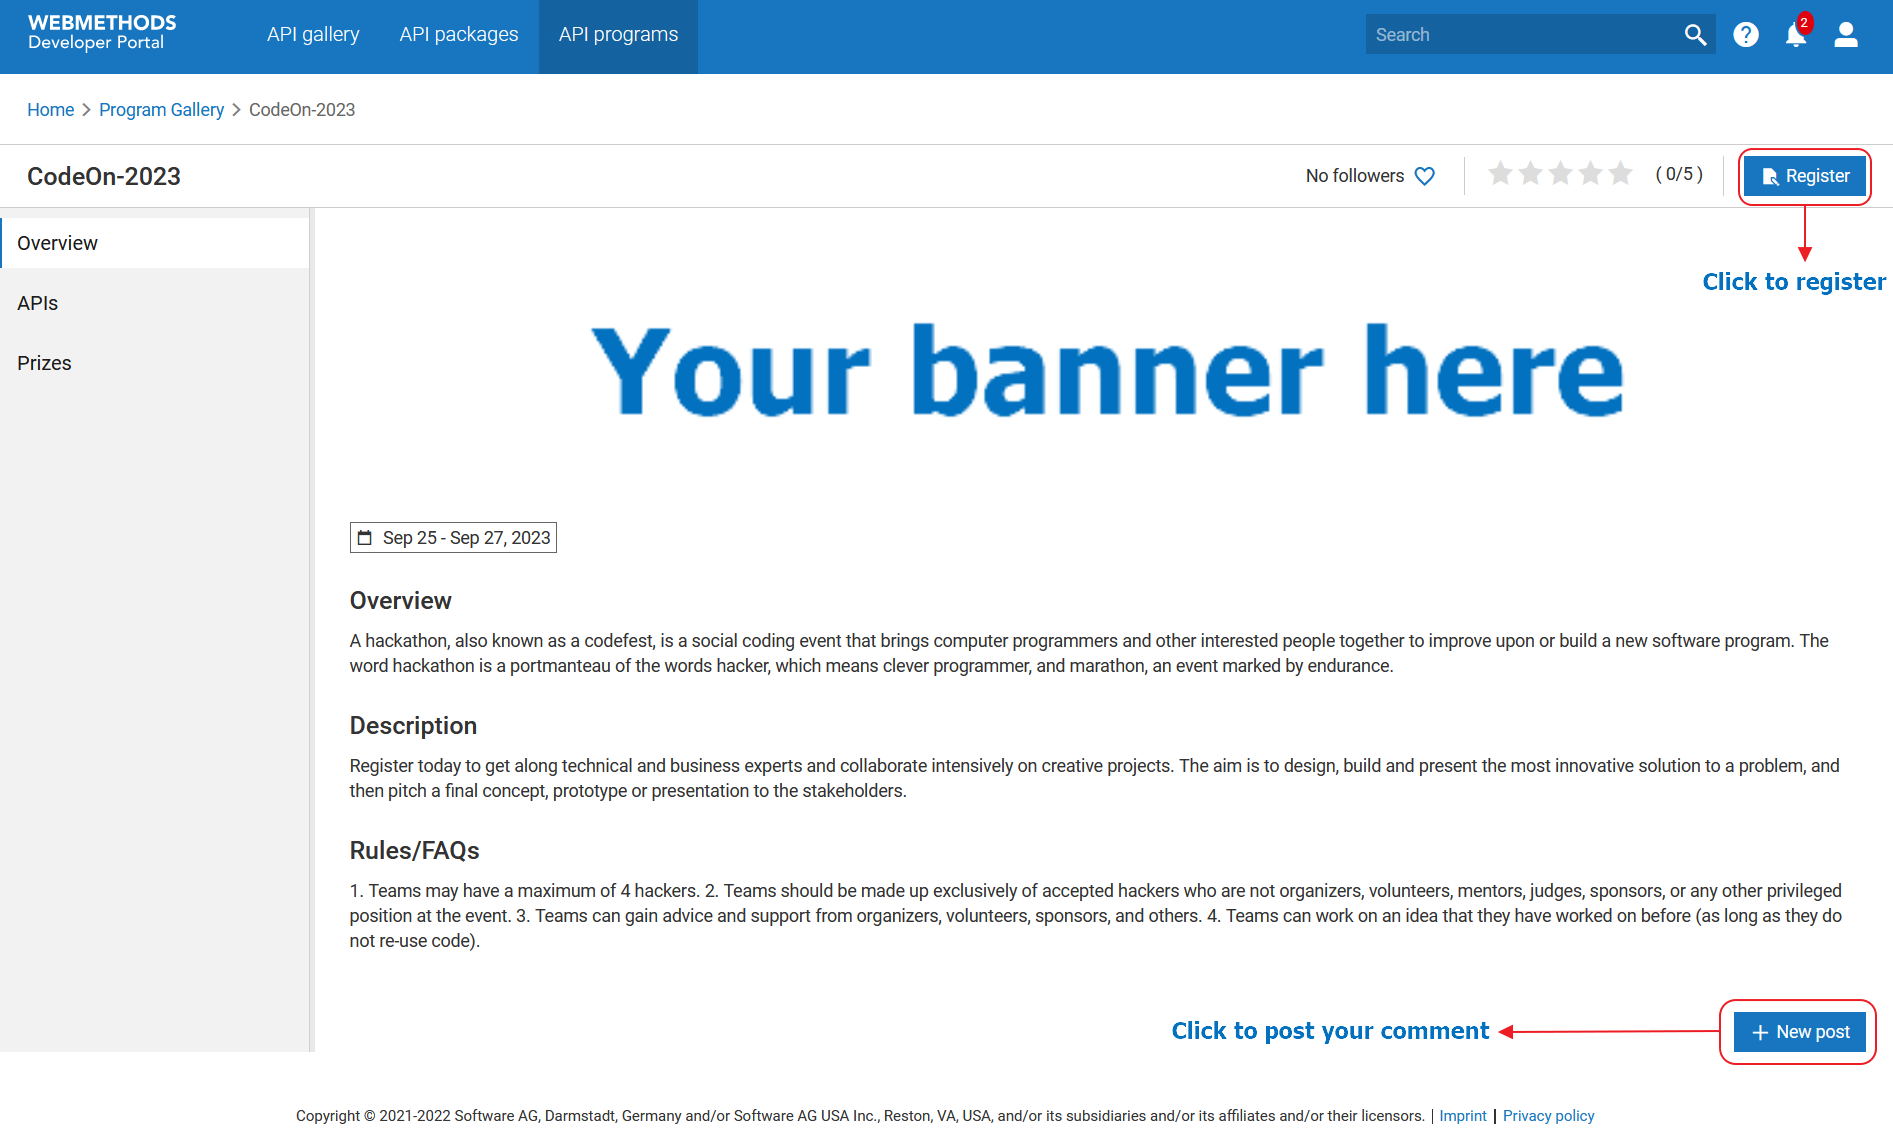 WEBMETHODS
Developer Portal
API gallery
API packages
API programs
Search
2
Home
Program Gallery
CodeOn-2023
CodeOn-2023
No followers
( 0/5 )
Register
Click to register
Overview
APIs
Prizes
Your banner here
Sep 25 - Sep 27, 2023
Overview
A hackathon, also known as a codefest, is a social coding event that brings computer programmers and other interested people together to improve upon or build a new software program. The
word hackathon is a portmanteau of the words hacker, which means clever programmer, and marathon, an event marked by endurance.
Description
Register today to get along technical and business experts and collaborate intensively on creative projects. The aim is to design, build and present the most innovative solution to a problem, and
then pitch a final concept, prototype or presentation to the stakeholders.
Rules/FAQs
1. Teams may have a maximum of 4 hackers. 2. Teams should be made up exclusively of accepted hackers who are not organizers, volunteers, mentors, judges, sponsors, or any other privileged
position at the event. 3. Teams can gain advice and support from organizers, volunteers, sponsors, and others. 4. Teams can work on an idea that they have worked on before (as long as they do
not re-use code).
Click to post your comment
+ New post
Copyright © 2021-2022 Software AG, Darmstadt, Germany and/or Software AG USA Inc., Reston, VA, USA, and/or its subsidiaries and/or its affiliates and/or their licensors. | Imprint | Privacy policy